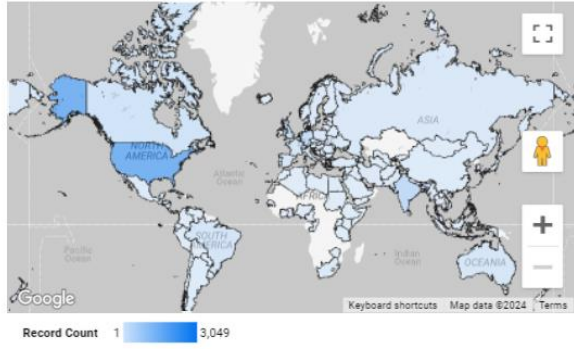 ASIA
NORTH
AMERICA
Atlantic
Ocean
AFRICA
SOUTH
AMERICA
Pacific
Ocean
Indian
Ocean
OCEANIA
Google
Keyboard shortcuts Map data ©2024 Terms
Record Count 1 3,049